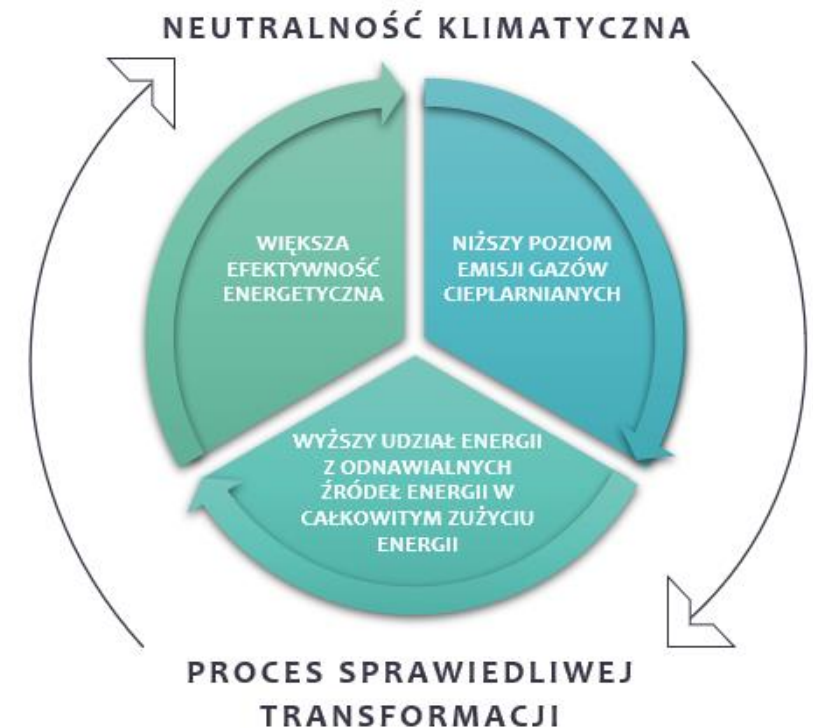 NEUTRALNOŚĆ KLIMATYCZNA
WIĘKSZA
EFEKTYWNOŚĆ
ENERGETYCZNA
NIŻSZY POZIOM
EMISJI GAZÓW
CIEPLARNIANYCH
WYŻSZY UDZIAŁ ENERGII
Z ODNAWIALNYCH
ŹRÓDEŁ ENERGII W
CAŁKOWITYM ZUŻYCIU
ENERGII
PROCES SPRAWIEDLIWEJ
TRANSFORMACJI